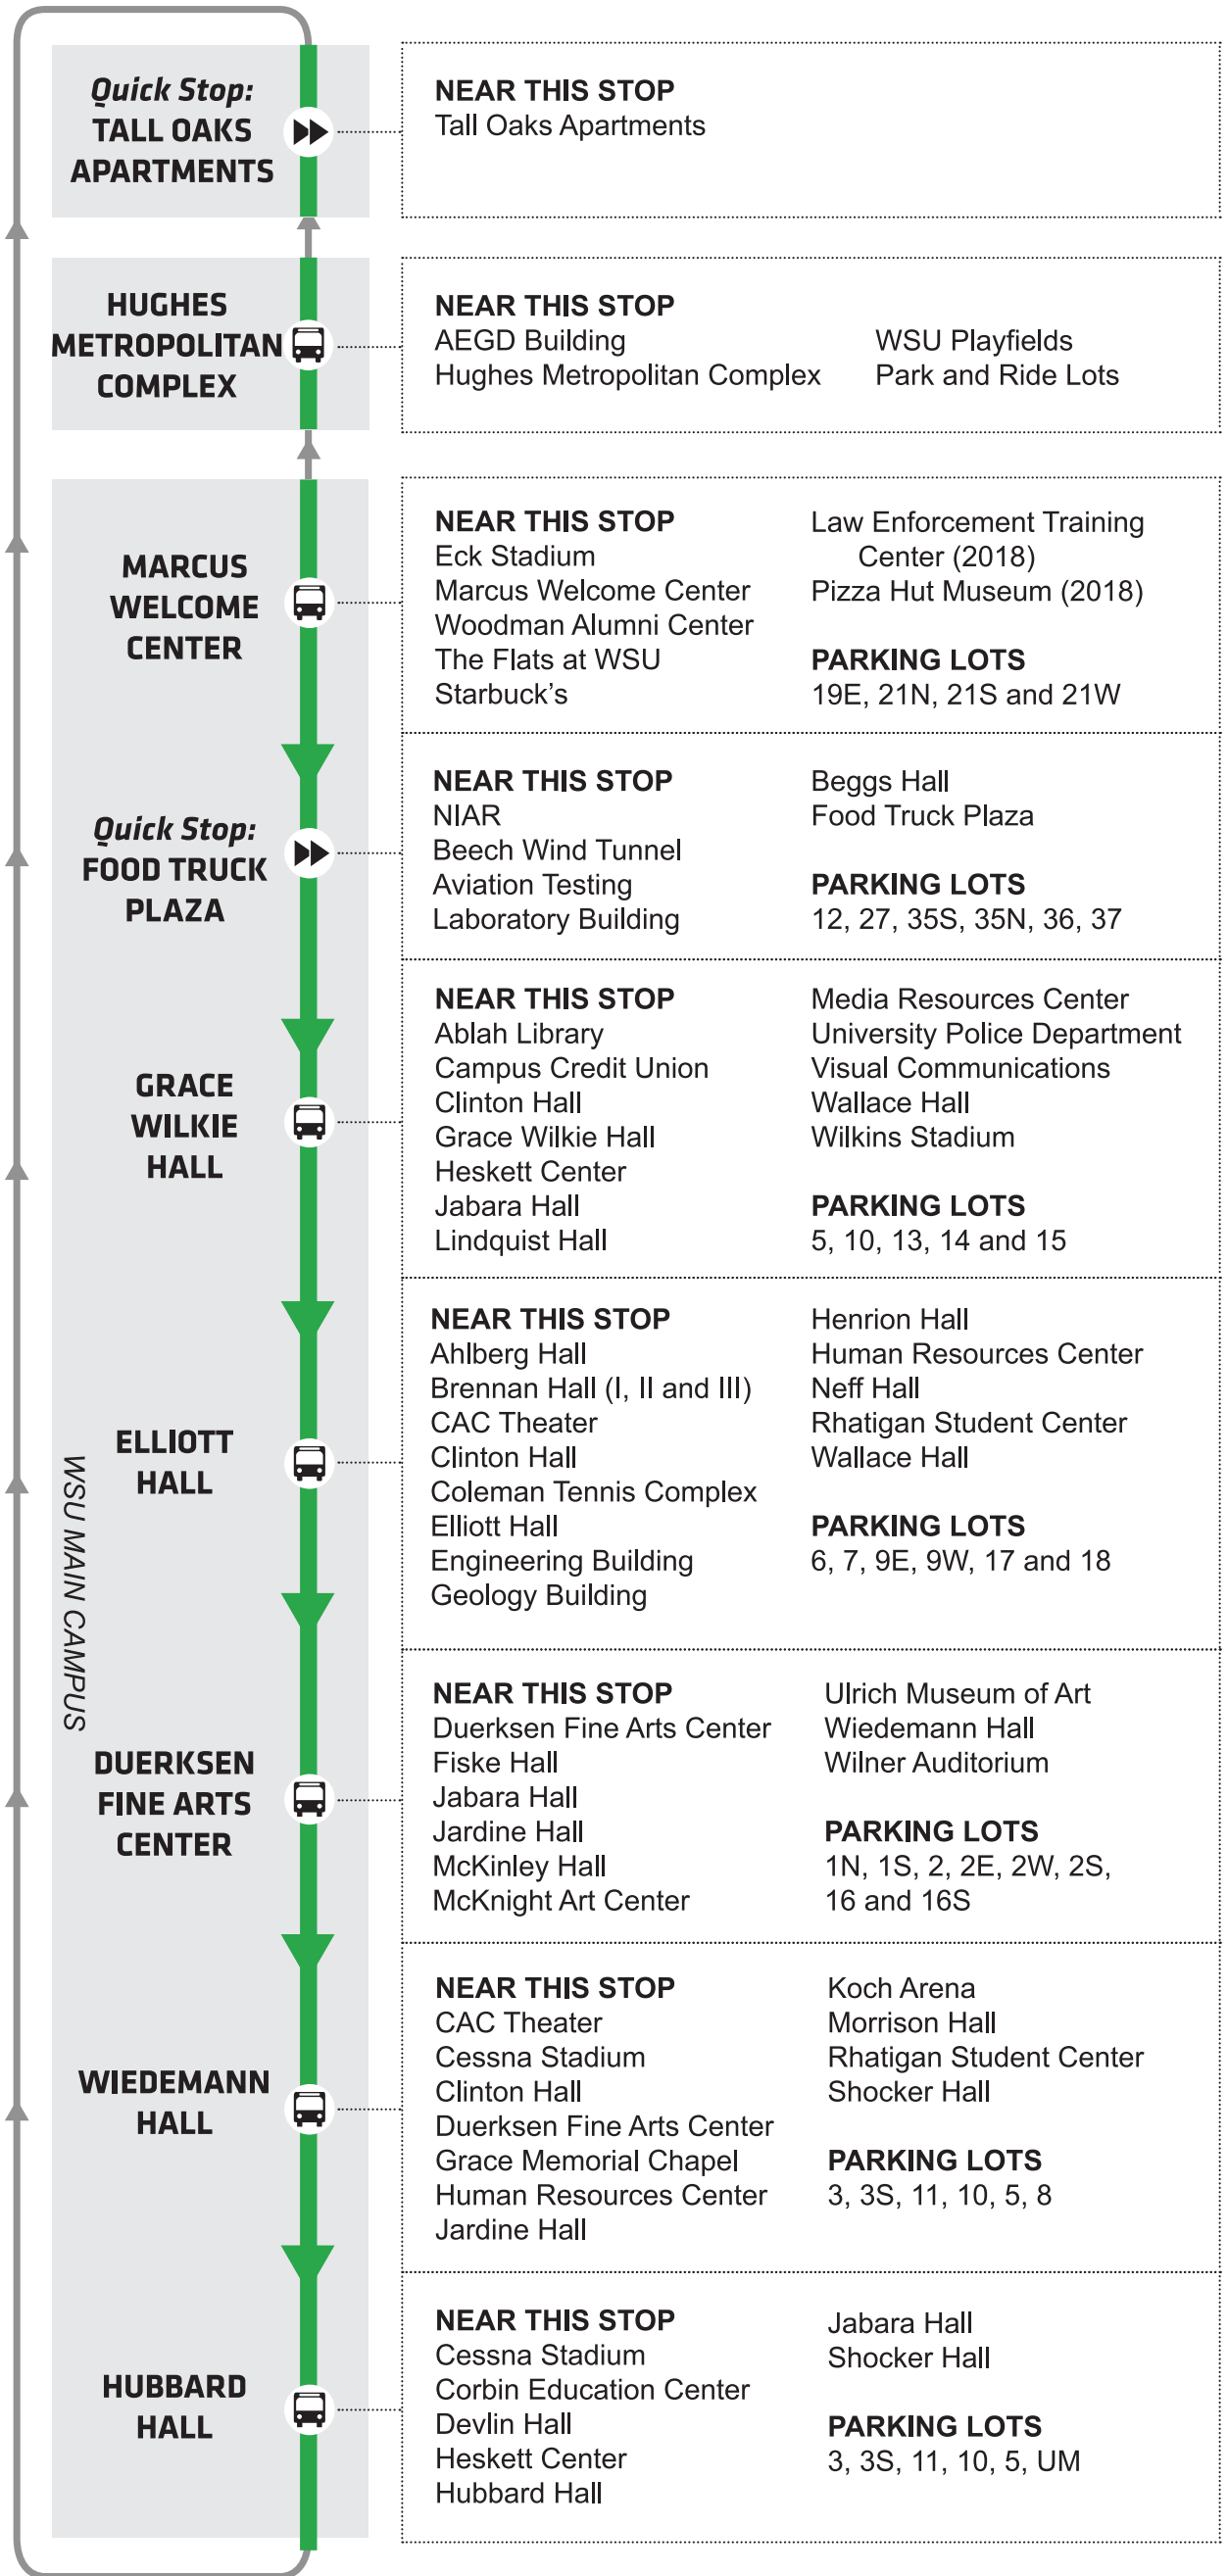 Quick Stop:
TALL OAKS
APARTMENTS
NEAR THIS STOP
Tall Oaks Apartments
HUGHES
METROPOLITAN
COMPLEX
NEAR THIS STOP
AEGD Building
Hughes Metropolitan Complex
WSU Playfields
Park and Ride Lots
WSU MAIN CAMPUS
MARCUS
WELCOME
CENTER
NEAR THIS STOP
Eck Stadium
Marcus Welcome Center
Woodman Alumni Center
The Flats at WSU
Starbuck's
Law Enforcement Training
Center (2018)
Pizza Hut Museum (2018)
PARKING LOTS
19E, 21N, 21S and 21W
Quick Stop:
FOOD TRUCK
PLAZA
NEAR THIS STOP
NIAR
Beech Wind Tunnel
Aviation Testing
Laboratory Building
Beggs Hall
Food Truck Plaza
PARKING LOTS
12, 27, 35S, 35N, 36, 37
GRACE
WILKIE
HALL
NEAR THIS STOP
Ablah Library
Campus Credit Union
Clinton Hall
Grace Wilkie Hall
Heskett Center
Jabara Hall
Lindquist Hall
Media Resources Center
University Police Department
Visual Communications
Wallace Hall
Wilkins Stadium
PARKING LOTS
5, 10, 13, 14 and 15
ELLIOTT
HALL
NEAR THIS STOP
Ahlberg Hall
Brennan Hall (I, II and III)
CAC Theater
Clinton Hall
Coleman Tennis Complex
Elliott Hall
Engineering Building
Geology Building
Henrion Hall
Human Resources Center
Neff Hall
Rhatigan Student Center
Wallace Hall
PARKING LOTS
6, 7, 9E, 9W, 17 and 18
DUERKSEN
FINE ARTS
CENTER
NEAR THIS STOP
Duerksen Fine Arts Center
Fiske Hall
Jabara Hall
Jardine Hall
McKinley Hall
McKnight Art Center
Ulrich Museum of Art
Wiedemann Hall
Wilner Auditorium
PARKING LOTS
1N, 1S, 2, 2E, 2W, 2S,
16 and 16S
WIEDEMANN
HALL
NEAR THIS STOP
CAC Theater
Cessna Stadium
Clinton Hall
Duerksen Fine Arts Center
Grace Memorial Chapel
Human Resources Center
Jardine Hall
Koch Arena
Morrison Hall
Rhatigan Student Center
Shocker Hall
PARKING LOTS
3, 3S, 11, 10, 5, 8
HUBBARD
HALL
NEAR THIS STOP
Cessna Stadium
Corbin Education Center
Devlin Hall
Heskett Center
Hubbard Hall
Jabara Hall
Shocker Hall
PARKING LOTS
3, 3S, 11, 10, 5, UM